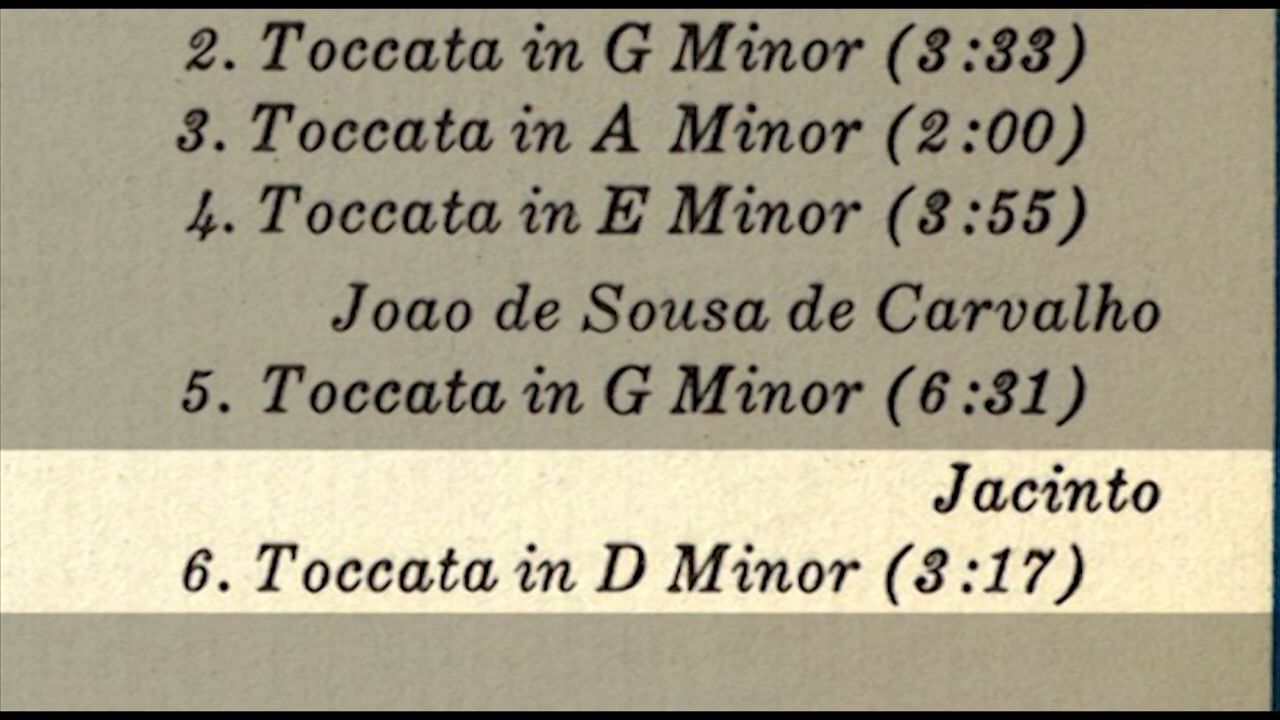 2. Toccata in G Minor (3:33)
3. Toccata in A Minor (2:00)
4. Toccata in E Minor (3:55)
Joao de Sousa de Carvalho
5. Toccata in G Minor (6:31)
Jacinto
6. Toccata in D Minor (3:17)